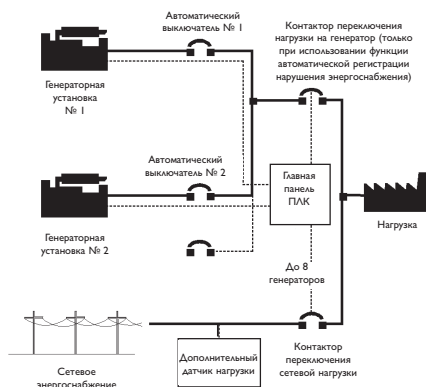 Автоматический
выключатель № 1
Контактор переключения
нагрузки на генератор (только
при использовании функции
автоматической регистрации
нарушения энергоснабжения)
Генераторная
установка
№ 1
Автоматический
выключатель № 2
Главная
панель
ПЛК
Генераторная
установка № 2
Нагрузка
До 8
генераторов
Сетевое
энергоснабжение
Дополнительный
датчик нагрузки
Контактор
переключения
сетевой нагрузки